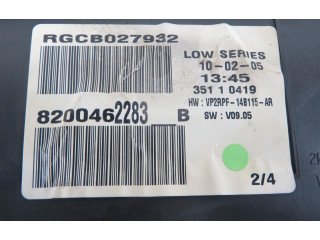 RGCB027932
LOW SERIES
10-02-05
13:45
351 1 0419
HW : VP2RPF-14B115-AR
8200462283__B
SW : V09.05
2/4